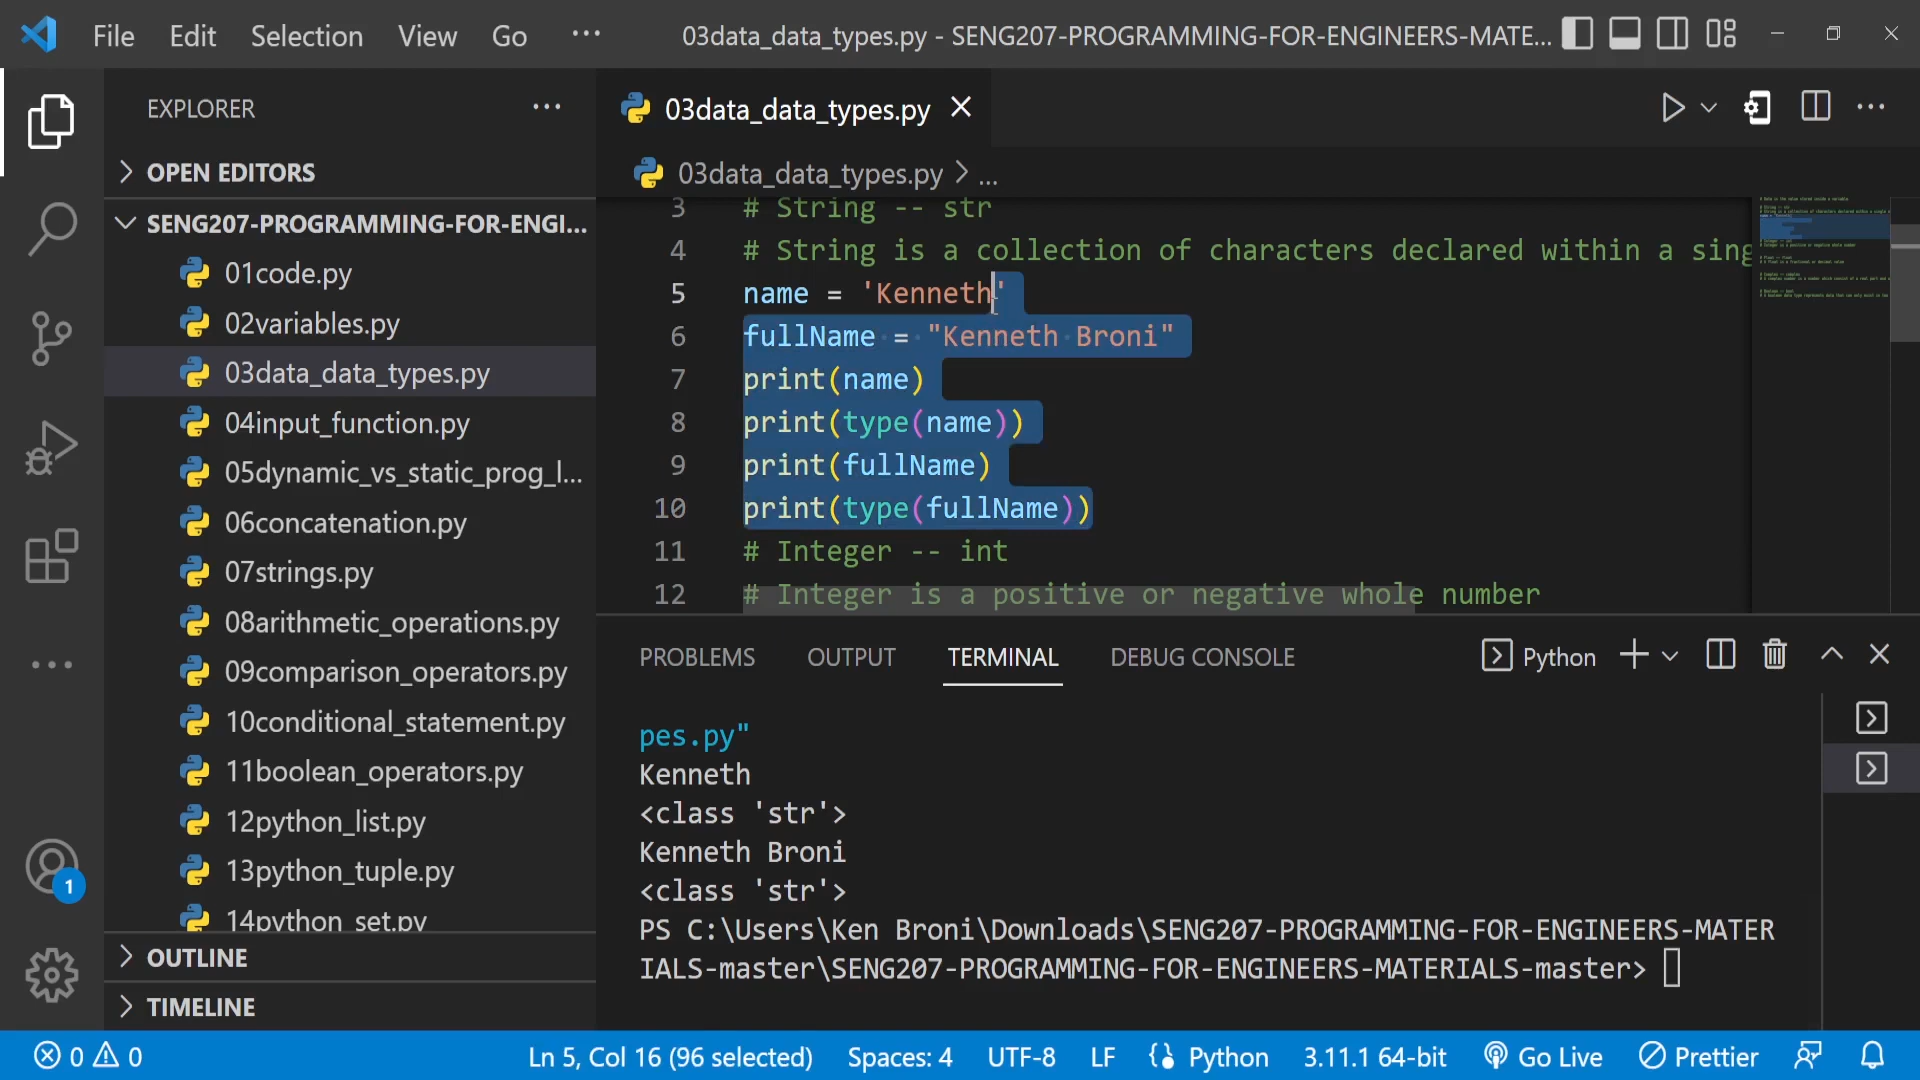 File Edit Selection View Go ... 03data_data_types.py - SENG207-PROGRAMMING-FOR-ENGINEERS-MATE...
EXPLORER ...
OPEN EDITORS
SENG207-PROGRAMMING-FOR-ENGI...
01code.py
02variables.py
03data_data_types.py
04input_function.py
05dynamic_vs_static_prog_l...
06concatenation.py
07strings.py
08arithmetic_operations.py
09comparison_operators.py
10conditional_statement.py
11boolean_operators.py
12python_list.py
13python_tuple.py
14python_set.py
OUTLINE
TIMELINE
1
03data_data_types.py
03data_data_types.py > ...
3 # String -- str
4 # String is a collection of characters declared within a sing
5 name = 'Kenneth'
6 fullName = "Kenneth Broni"
7 print(name)
8 print(type(name))
9 print(fullName)
10 print(type(fullName))
11 # Integer -- int
12 # Integer is a positive or negative whole number
PROBLEMS OUTPUT TERMINAL DEBUG CONSOLE Python
pes.py"
Kenneth
<class 'str'>
Kenneth Broni
<class 'str'>
PS C:\Users\Ken Broni\Downloads\SENG207-PROGRAMMING-FOR-ENGINEERS-MATER
IALS-master\SENG207-PROGRAMMING-FOR-ENGINEERS-MATERIALS-master>
0 0 Ln 5, Col 16 (96 selected) Spaces: 4 UTF-8 LF Python 3.11.1 64-bit Go Live Prettier